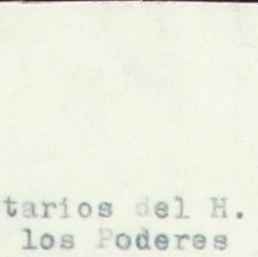 tarios del H.
los Poderes